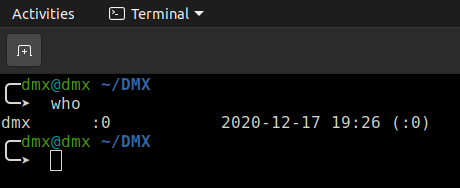 Activities Terminal
dmx@dmx ~/DMX
who
dmx :0 2020-12-17 19:26 (:0)
dmx@dmx ~/DMX